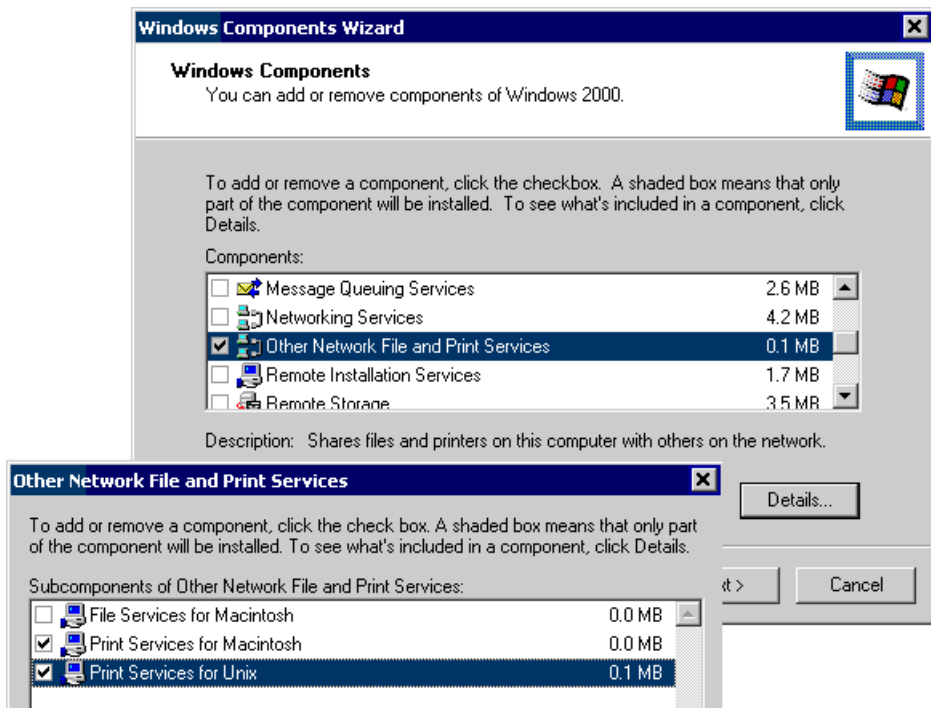 Windows Components Wizard
Windows Components
You can add or remove components of Windows 2000.
To add or remove a component, click the checkbox. A shaded box means that only
part of the component will be installed. To see what's included in a component, click
Details.
Components:
Message Queuing Services 2.6 MB
Networking Services 4.2 MB
Other Network File and Print Services 0.1 MB
Remote Installation Services 1.7 MB
Remote Storage 3.5 MB
Description: Shares files and printers on this computer with others on the network.
Details...
xt > Cancel
Other Network File and Print Services
To add or remove a component, click the check box. A shaded box means that only part
of the component will be installed. To see what's included in a component, click Details.
Subcomponents of Other Network File and Print Services:
File Services for Macintosh 0.0 MB
Print Services for Macintosh 0.0 MB
Print Services for Unix 0.1 MB